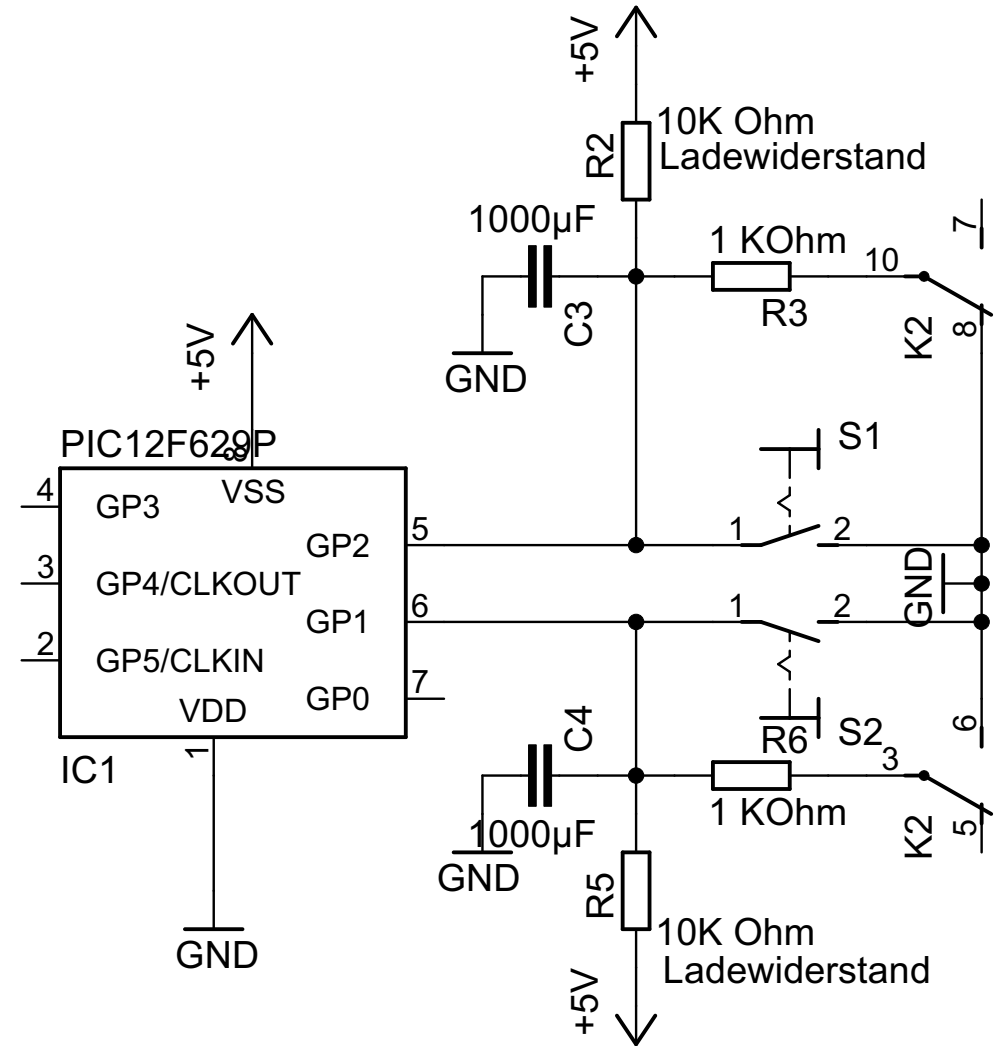 +5V
10K Ohm
Ladewiderstand
R2
1000µF
1 KOhm
10
7
C3
R3
K2
8
GND
+5V
PIC12F629P
8
VSS
S1
4
GP3
5
GP2
1
2
3
GP4/CLKOUT
GND
6
GP1
1
2
2
GP5/CLKIN
7
GP0
VDD
1
IC1
C4
R6
S2
3
6
1 KOhm
K2
5
1000µF
GND
R5
10K Ohm
Ladewiderstand
GND
+5V